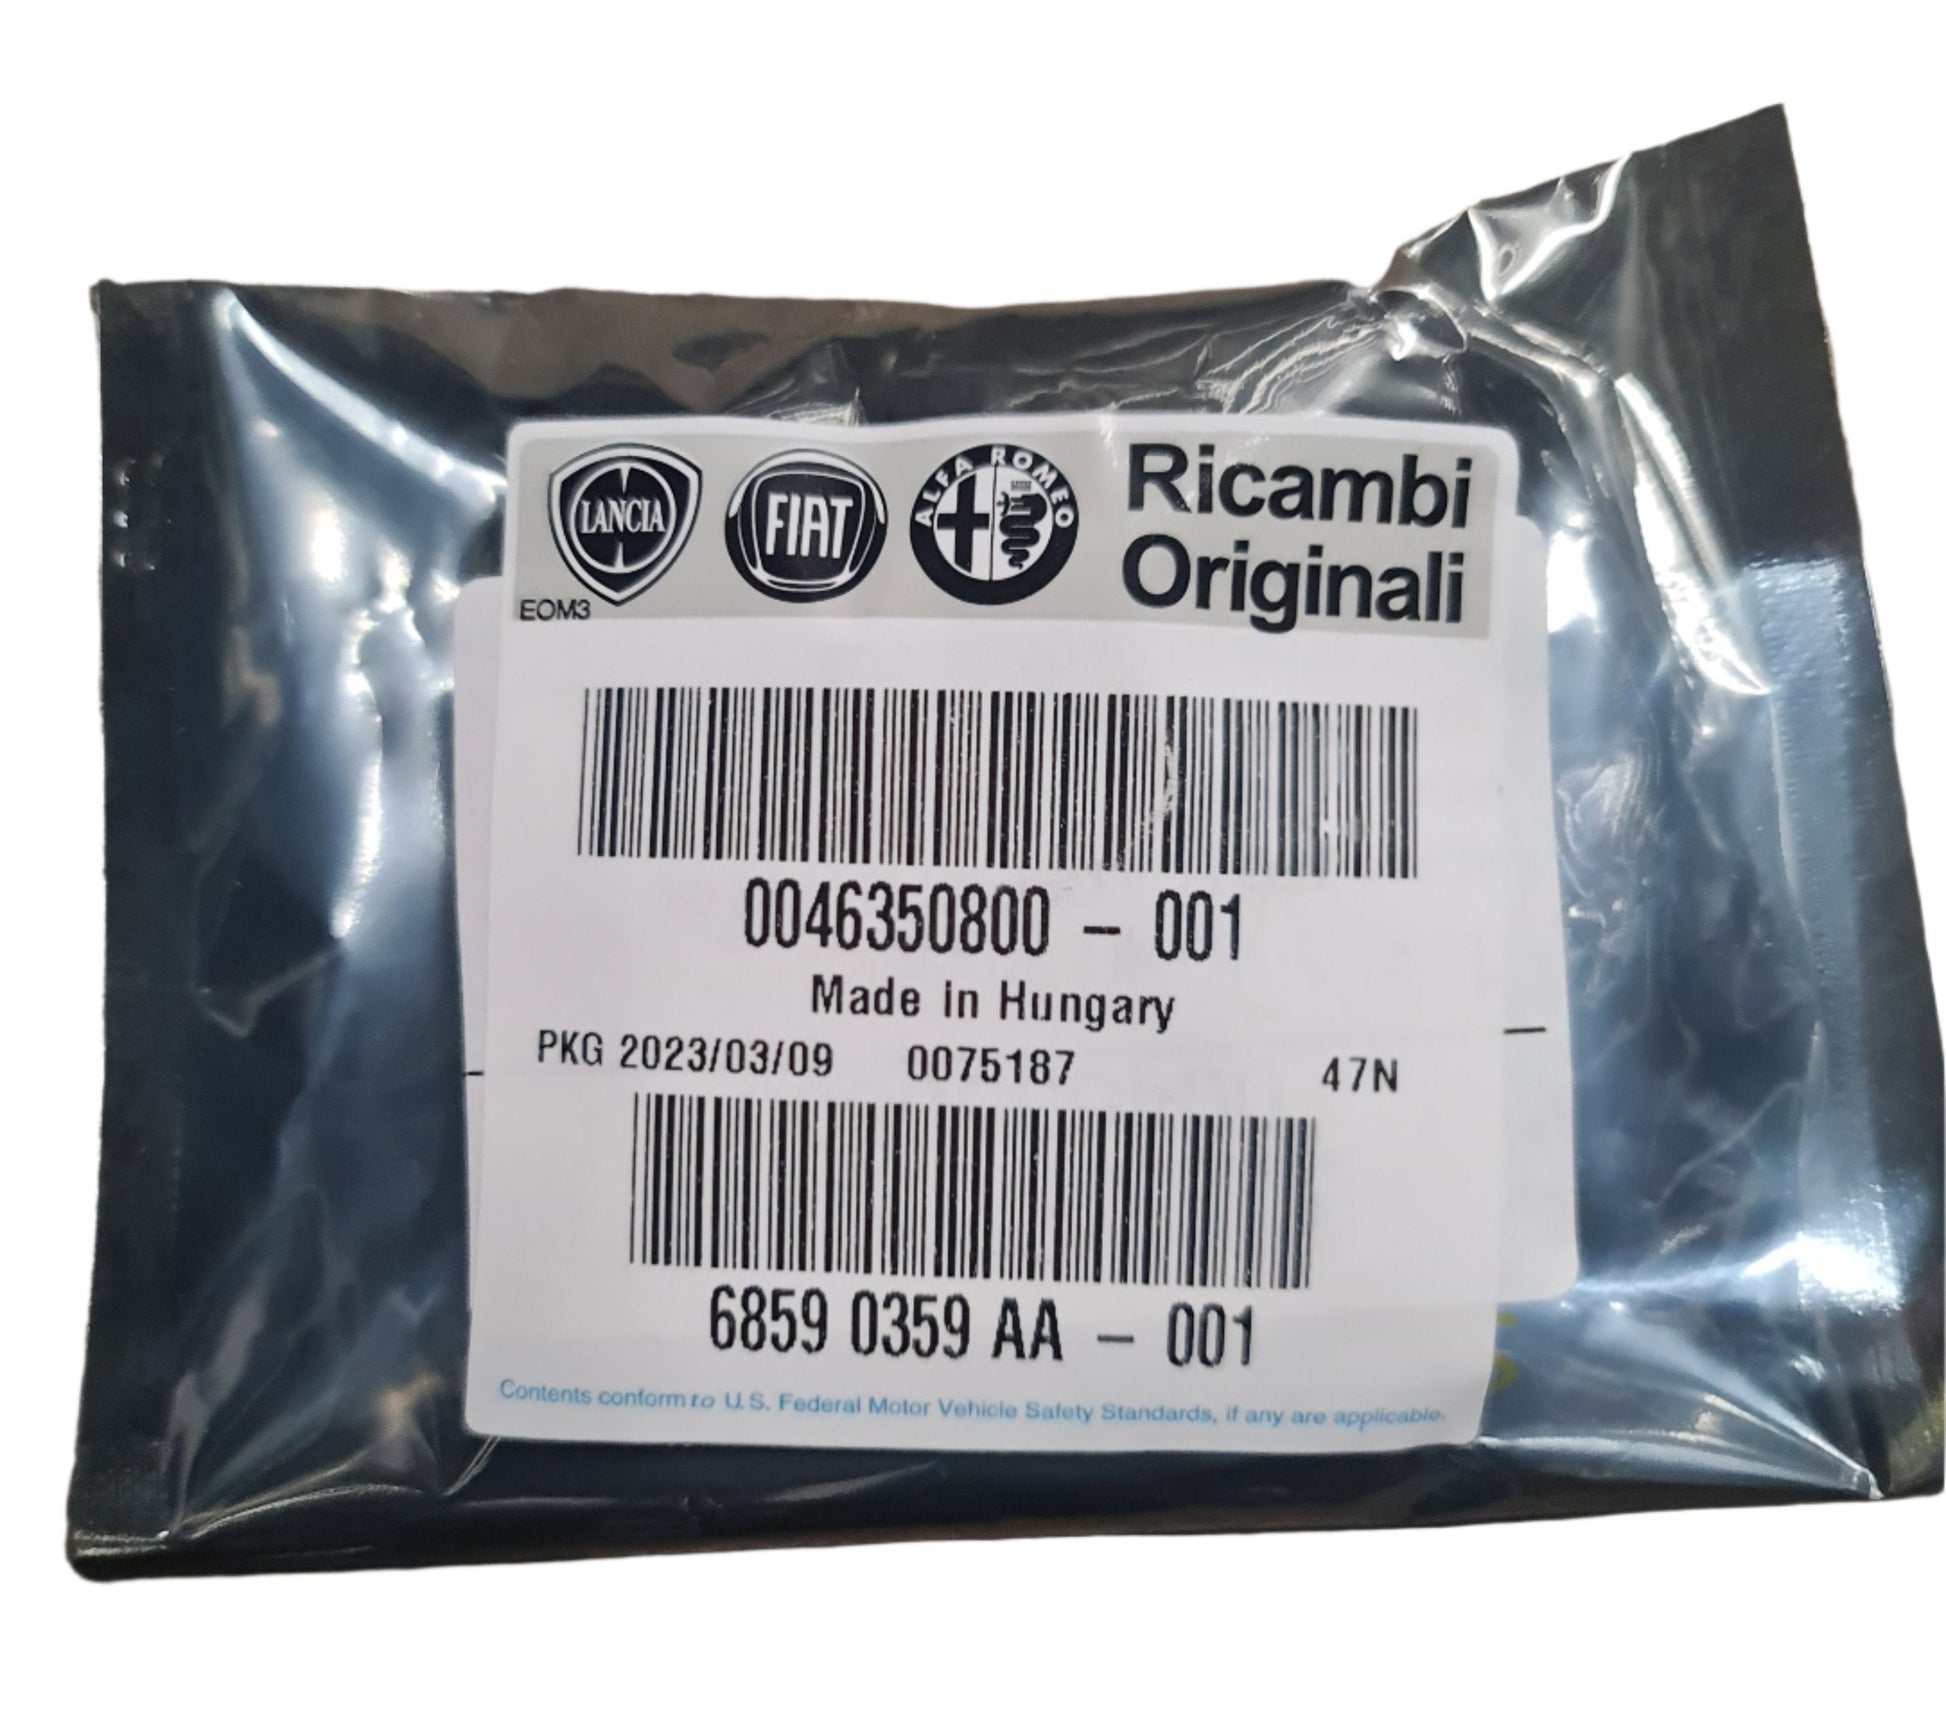 LANCIA
FIAT
ALFA ROMEO
Ricambi
Originali
EOM3
0046350800 – 001
Made in Hungary
PKG 2023/03/09 0075187 47N
6859 0359 AA – 001
Contents conform to U.S. Federal Motor Vehicle Safety Standards, if any are applicable.